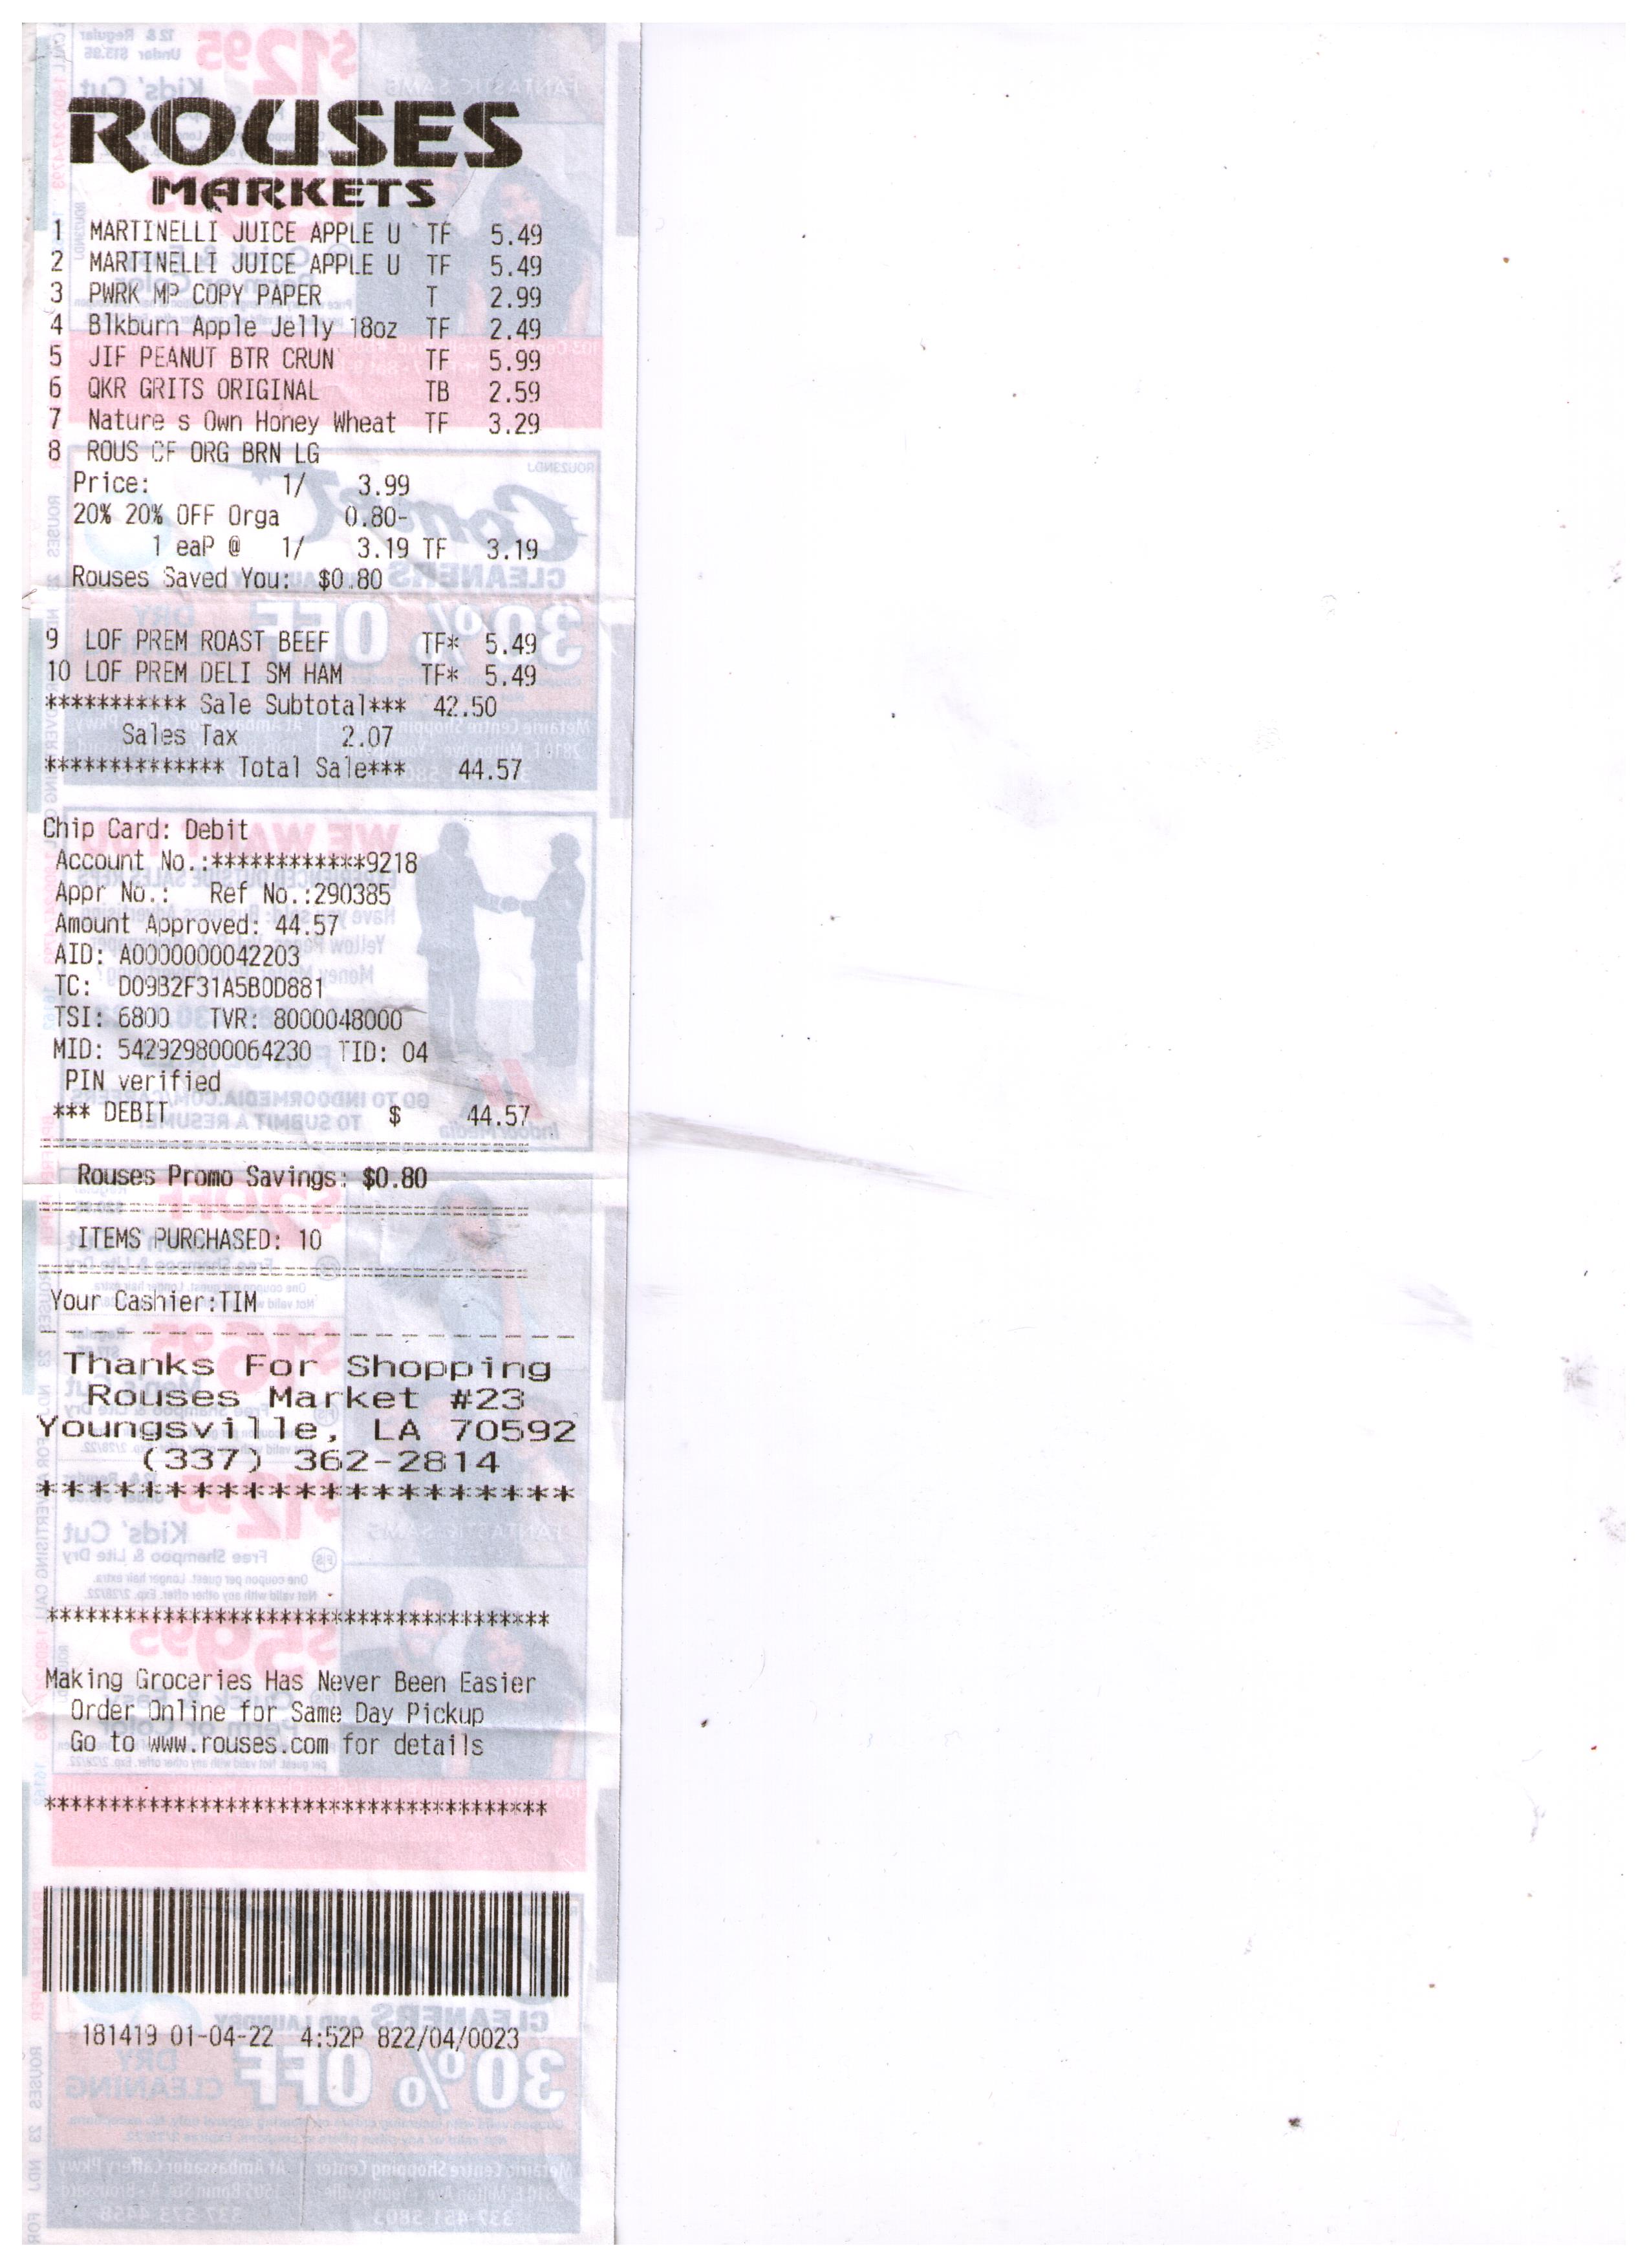 ROUSES
MARKETS
1 MARTINELLI JUICE APPLE U TF 5.49
2 MARTINELLI JUICE APPLE U TF 5.49
3 PWRK MP COPY PAPER T 2.99
4 Blkburn Apple Jelly 18oz TF 2.49
5 JIF PEANUT BTR CRUN TF 5.99
6 QKR GRITS ORIGINAL TB 2.59
7 Nature s Own Honey Wheat TF 3.29
8 ROUS CF ORG BRN LG
Price: 1/ 3.99
20% 20% OFF Orga 0.80-
1 eaP @ 1/ 3.19 TF 3.19
Rouses Saved You: $0.80
9 LOF PREM ROAST BEEF TF* 5.49
10 LOF PREM DELI SM HAM TF* 5.49
*********** Sale Subtotal*** 42.50
Sales Tax 2.07
************** Total Sale*** 44.57
Chip Card: Debit
Account No.:************9218
Appr No.: Ref No.:290385
Amount Approved: 44.57
AID: A0000000042203
TC: D09B2F31A5B0D881
TSI: 6800 TVR: 8000048000
MID: 542929800064230 TID: 04
PIN verified
*** DEBIT $ 44.57
Rouses Promo Savings: $0.80
ITEMS PURCHASED: 10
Your Cashier:TIM
Thanks For Shopping
Rouses Market #23
Youngsville, LA 70592
(337) 362-2814
*********************
***************************************
Making Groceries Has Never Been Easier
Order Online for Same Day Pickup
Go to www.rouses.com for details
***************************************
181419 01-04-22 4:52P 822/04/0023